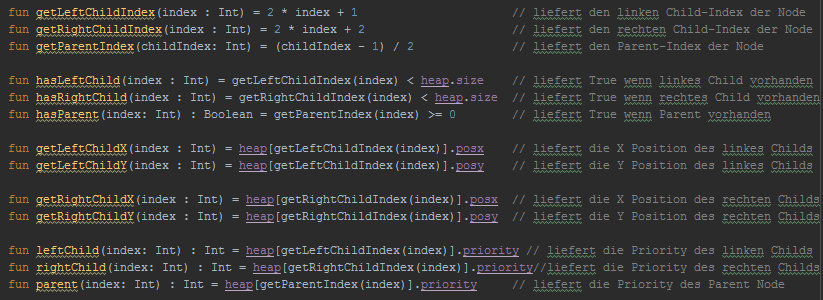 fun getLeftChildIndex(index : Int) = 2 * index + 1 // liefert den linken Child-Index der Node
fun getRightChildIndex(index : Int) = 2 * index + 2 // liefert den rechten Child-Index der Node
fun getParentIndex(childIndex: Int) = (childIndex - 1) / 2 // liefert den Parent-Index der Node
fun hasLeftChild(index : Int) = getLeftChildIndex(index) < heap.size // liefert True wenn linkes Child vorhanden
fun hasRightChild(index : Int) = getRightChildIndex(index) < heap.size // liefert True wenn rechtes Child vorhanden
fun hasParent(index: Int) : Boolean = getParentIndex(index) >= 0 // liefert True wenn Parent vorhanden
fun getLeftChildX(index : Int) = heap[getLeftChildIndex(index)].posx // liefert die X Position des linkes Childs
fun getLeftChildY(index : Int) = heap[getLeftChildIndex(index)].posy // liefert die Y Position des linkes Childs
fun getRightChildX(index : Int) = heap[getRightChildIndex(index)].posx // liefert die X Position des rechten Childs
fun getRightChildY(index : Int) = heap[getRightChildIndex(index)].posy // liefert die Y Position des rechten Childs
fun leftChild(index: Int) : Int = heap[getLeftChildIndex(index)].priority // liefert die Priority des linken Childs
fun rightChild(index: Int) : Int = heap[getRightChildIndex(index)].priority//liefert die Priority des rechten Childs
fun parent(index: Int) : Int = heap[getParentIndex(index)].priority // liefert die Priority des Parent Node